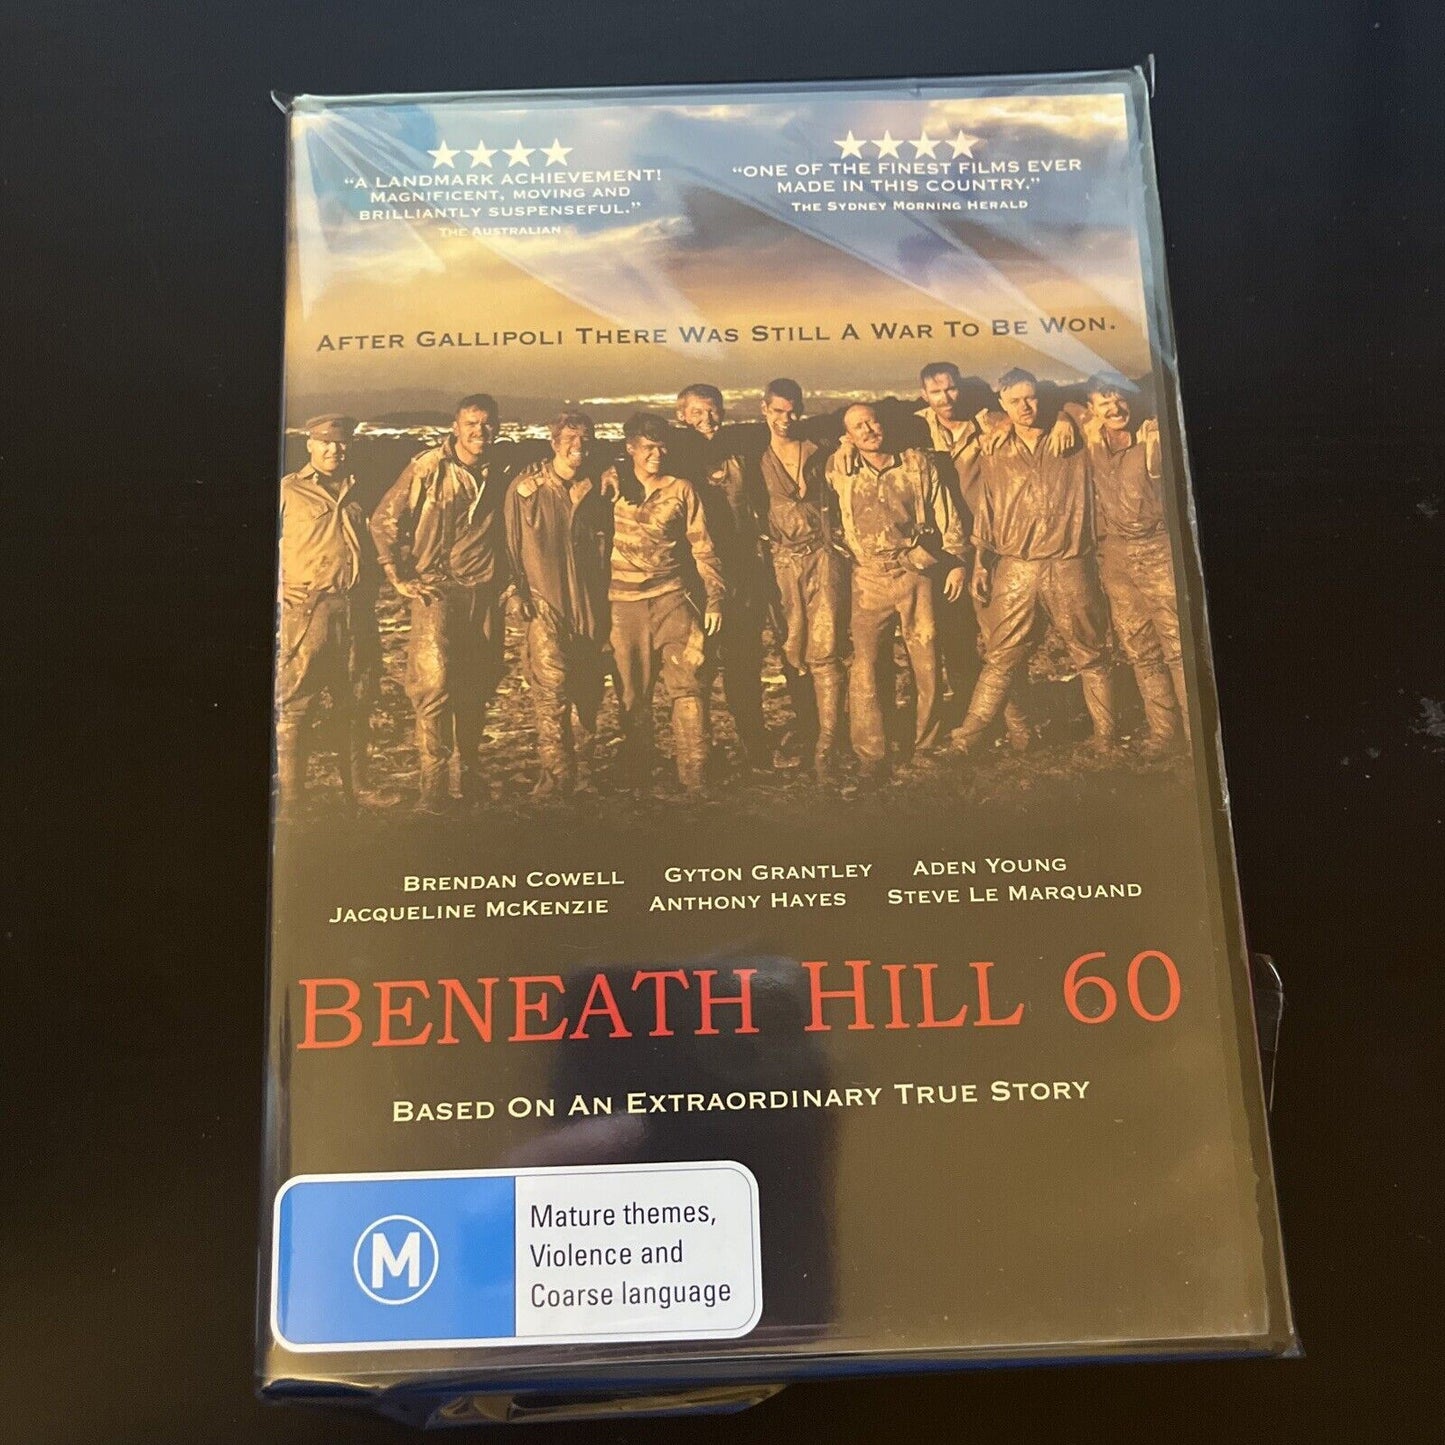 ★★★★
"A LANDMARK ACHIEVEMENT!
MAGNIFICENT, MOVING AND
BRILLIANTLY SUSPENSEFUL."
THE AUSTRALIAN
★★★★
"ONE OF THE FINEST FILMS EVER
MADE IN THIS COUNTRY."
THE SYDNEY MORNING HERALD
AFTER GALLIPOLI THERE WAS STILL A WAR TO BE WON.
BRENDAN COWELL GYTON GRANTLEY ADEN YOUNG
JACQUELINE MCKENZIE ANTHONY HAYES STEVE LE MARQUAND
BENEATH HILL 60
BASED ON AN EXTRAORDINARY TRUE STORY
M
Mature themes,
Violence and
Coarse language